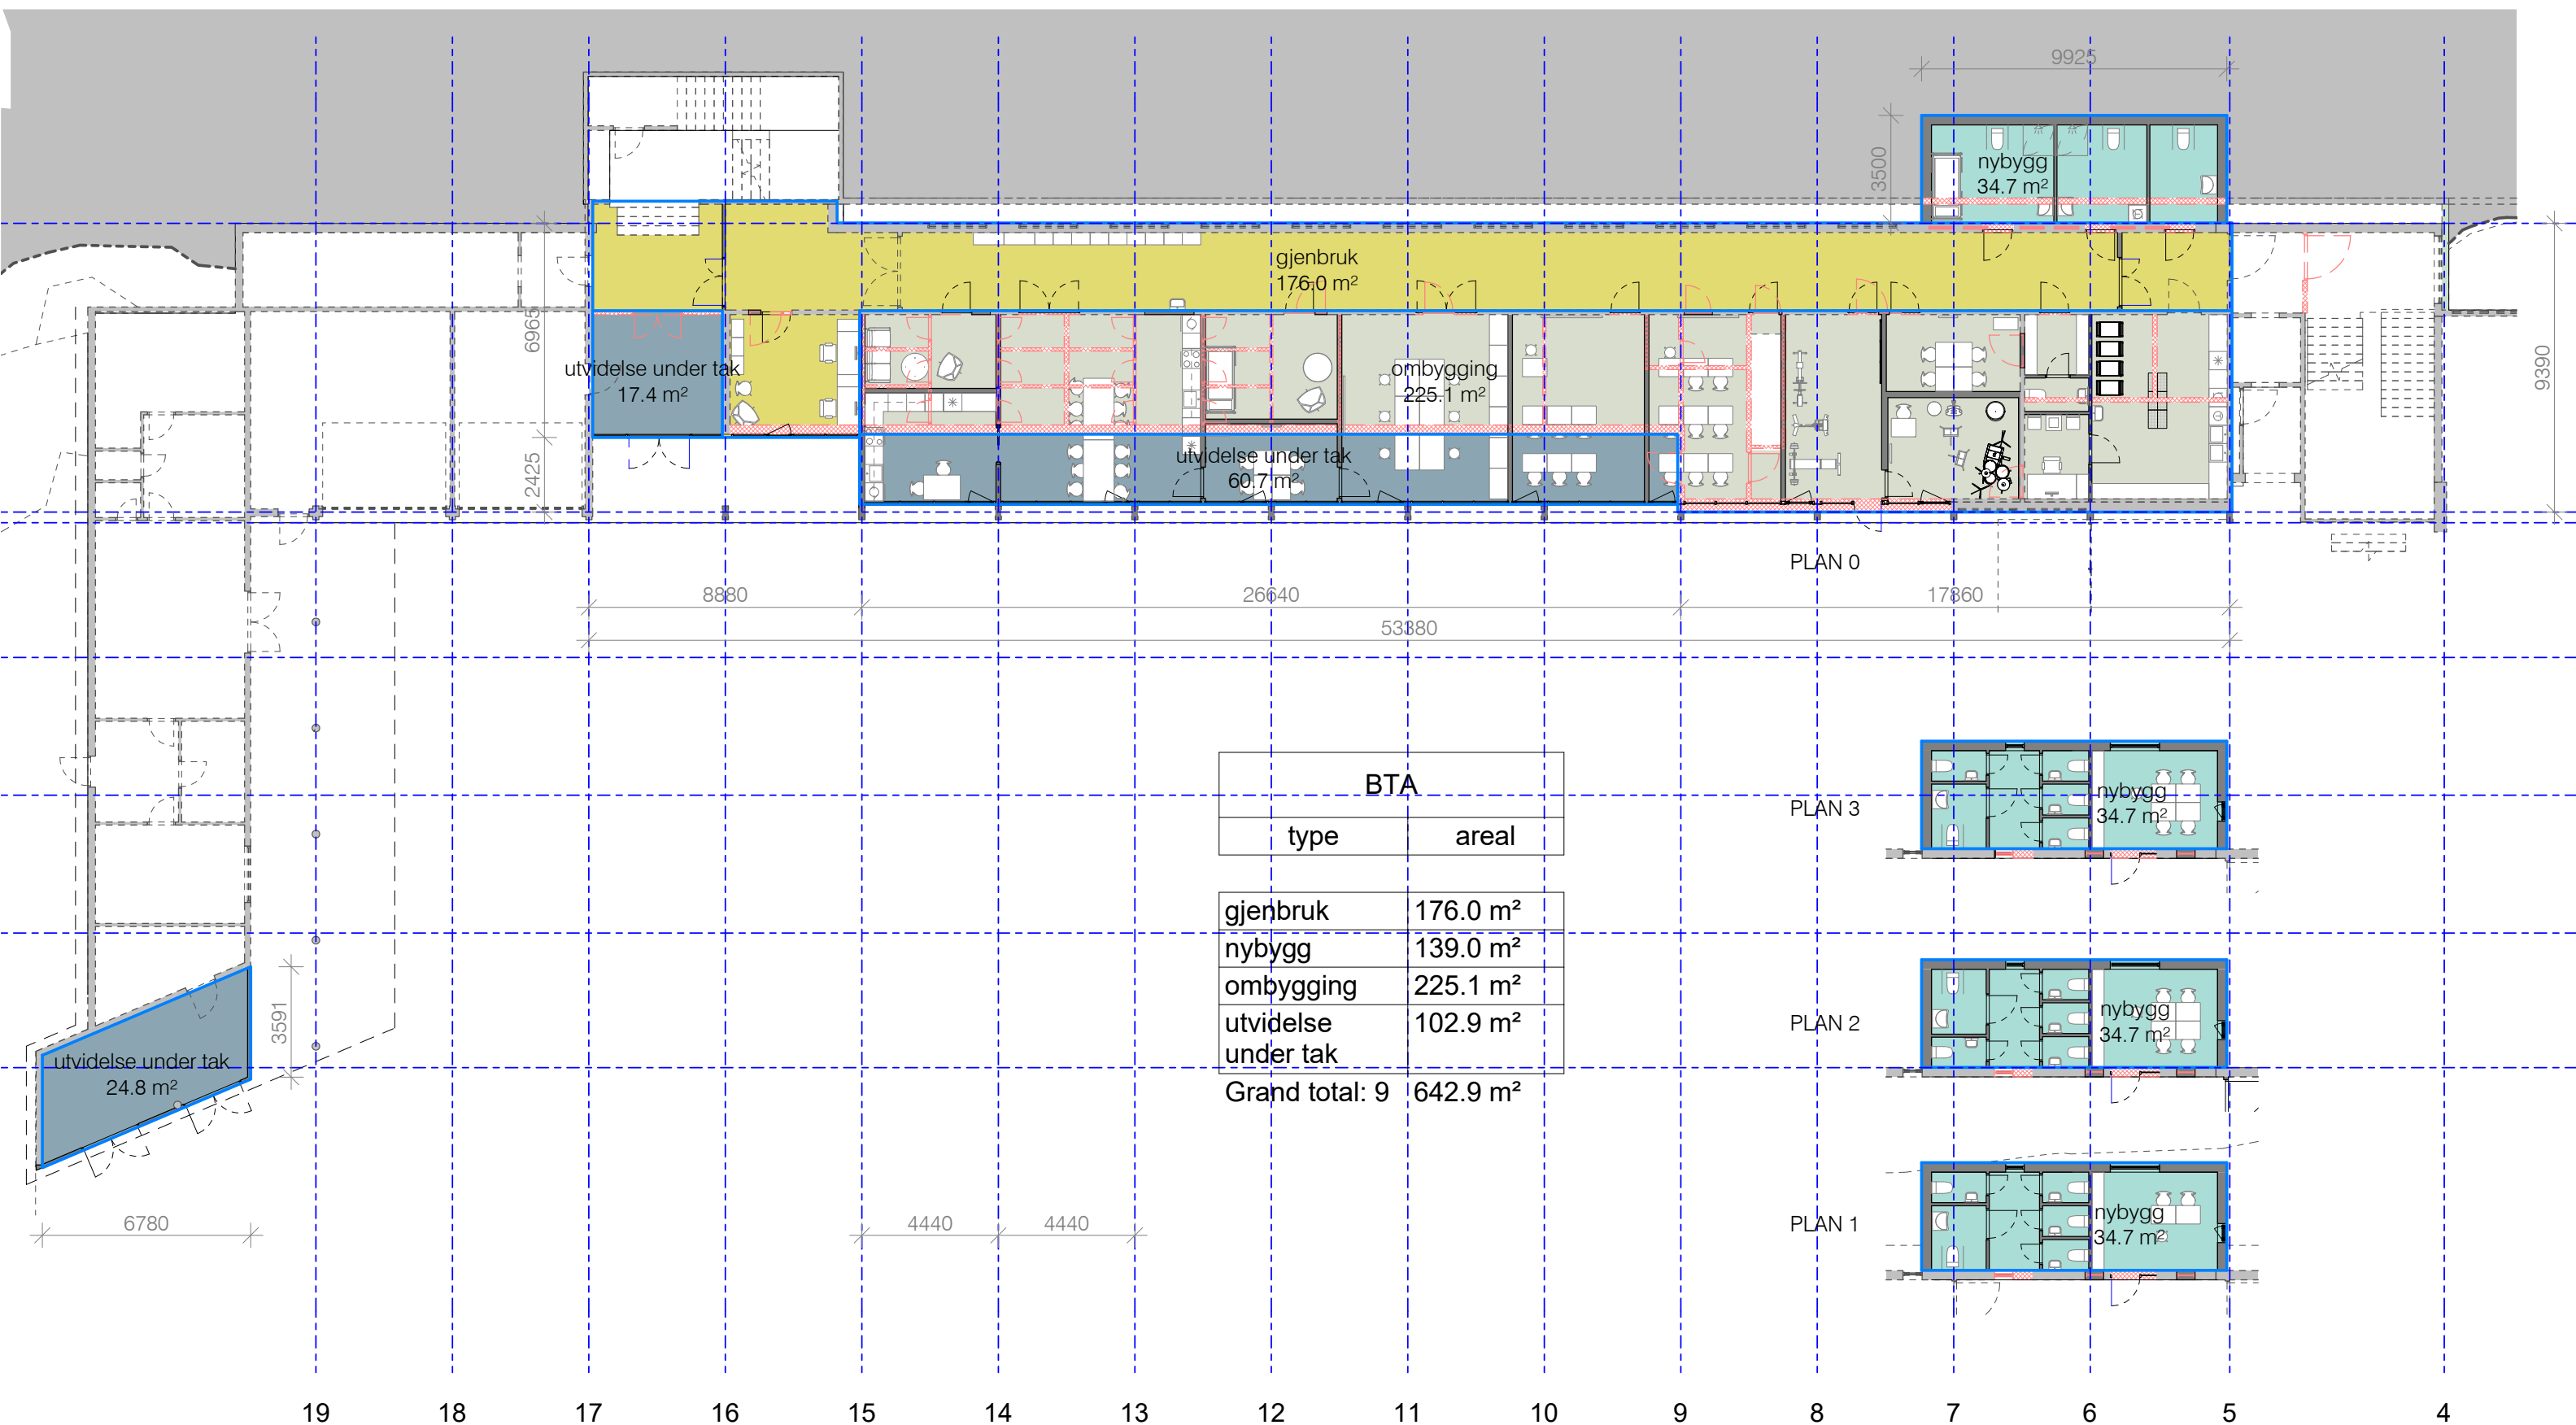 9925
3500
nybygg
34.7 m²
gjenbruk
176.0 m²
6965
utvidelse under tak
17.4 m²
ombygging
225.1 m²
9390
2425
utvidelse under tak
60.7 m²
PLAN 0
8880
26640
17860
53380
BTA
type areal
gjenbruk 176.0 m²
nybygg 139.0 m²
ombygging 225.1 m²
utvidelse 102.9 m²
under tak
Grand total: 9 642.9 m²
PLAN 3
nybygg
34.7 m²
PLAN 2
nybygg
34.7 m²
PLAN 1
nybygg
34.7 m²
3591
utvidelse under tak
24.8 m²
6780
4440
4440
19 18 17 16 15 14 13 12 11 10 9 8 7 6 5 4